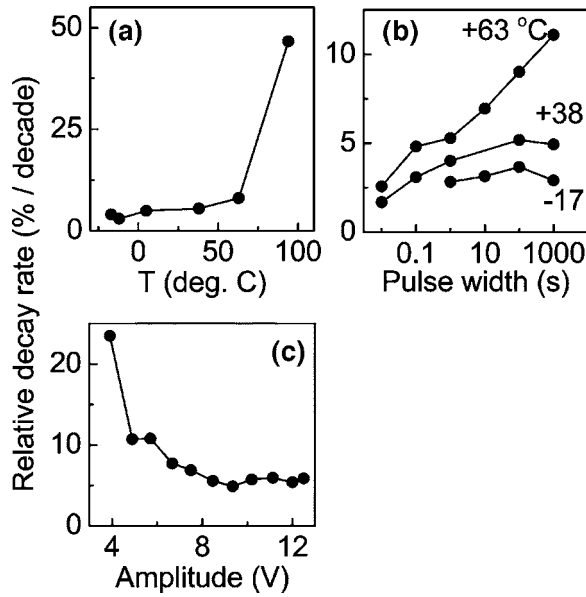 Relative decay rate (% / decade)
(a)
50
25
0
0 50 100
T (deg. C)
(b)
+63 °C
+38
-17
10
5
0
0.1 10 1000
Pulse width (s)
(c)
20
10
0
4 8 12
Amplitude (V)